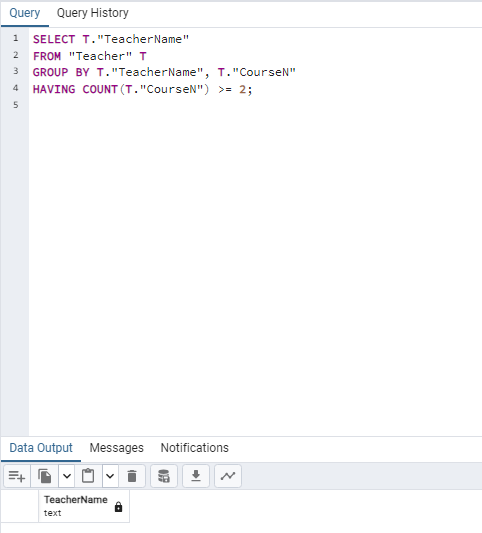 Query Query History
1 SELECT T."TeacherName"
2 FROM "Teacher" T
3 GROUP BY T."TeacherName", T."CourseN"
4 HAVING COUNT(T."CourseN") >= 2;
5
Data Output Messages Notifications
TeacherName
text